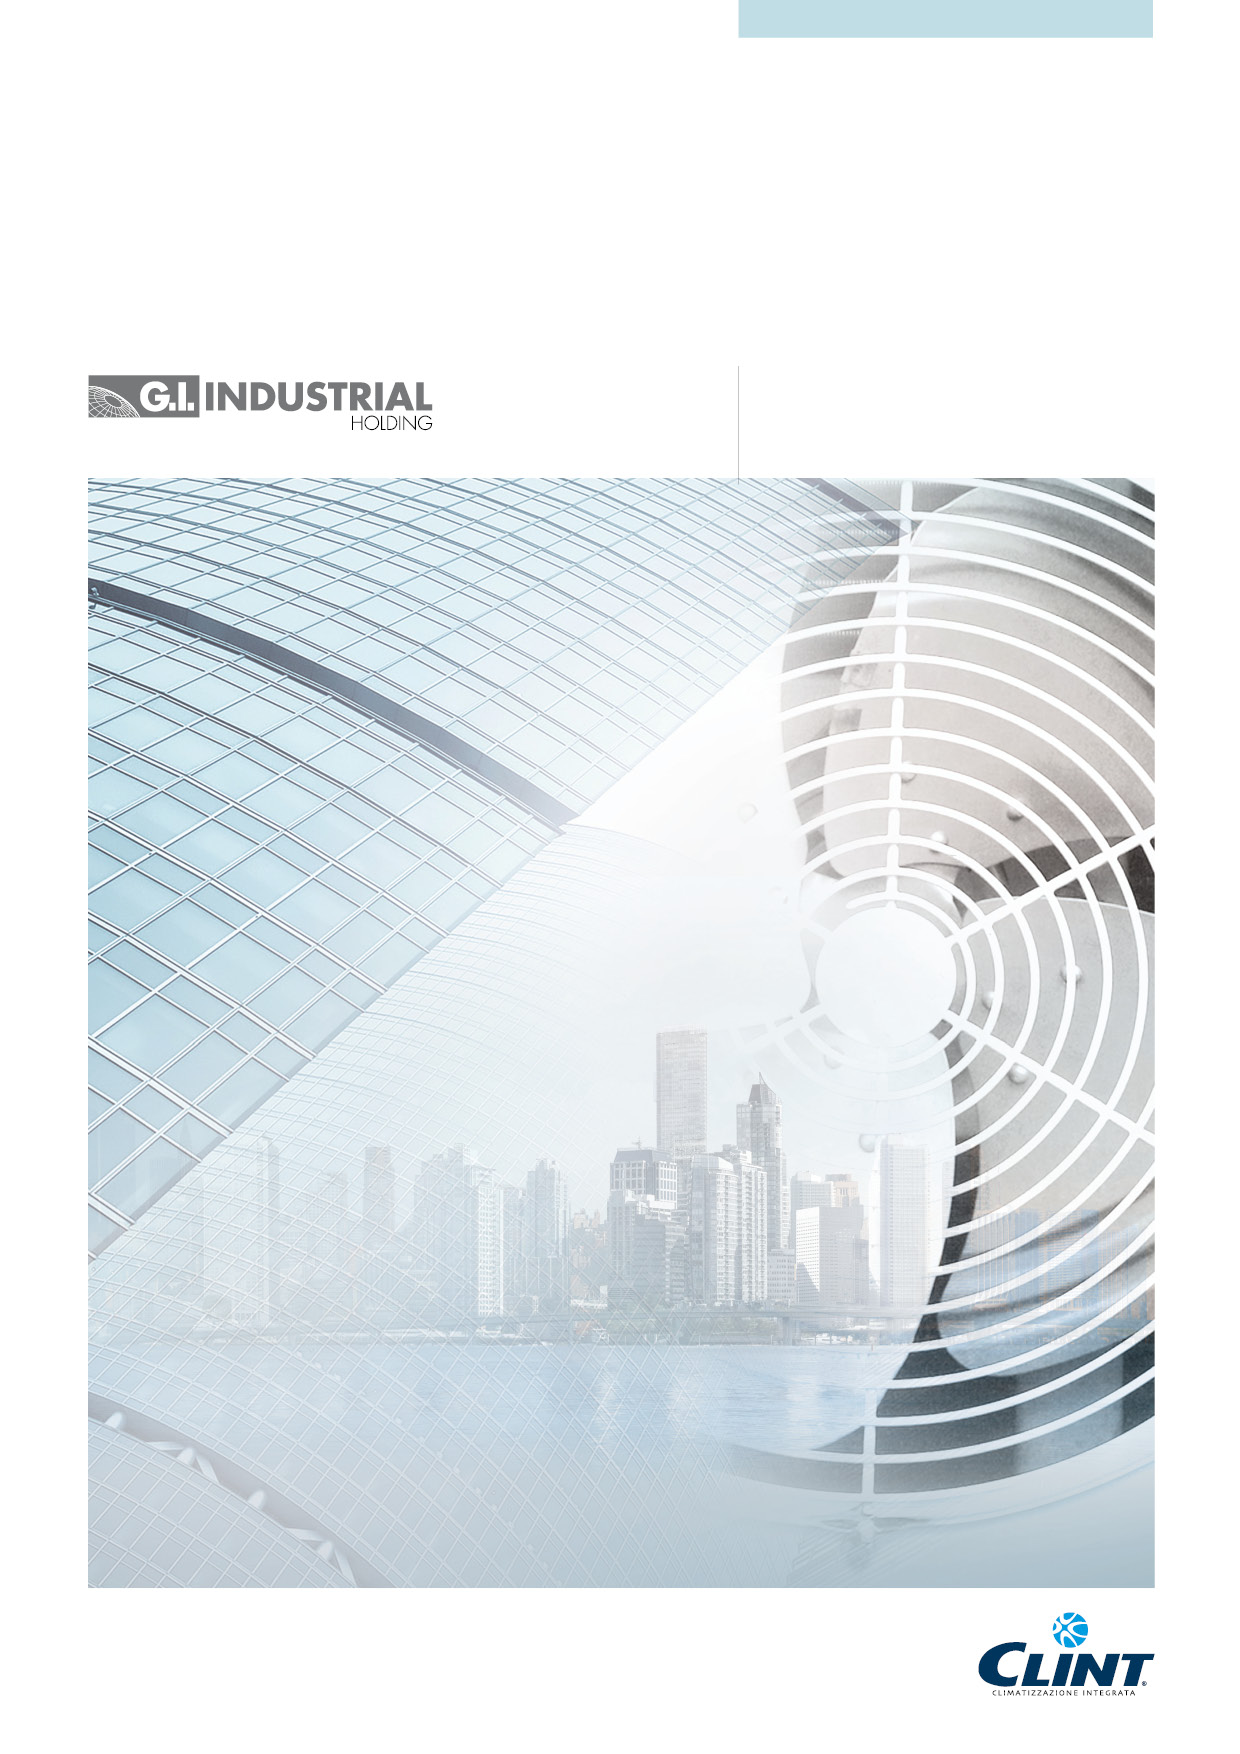 G.I. INDUSTRIAL
HOLDING
CLINT®
CLIMATIZZAZIONE INTEGRATA